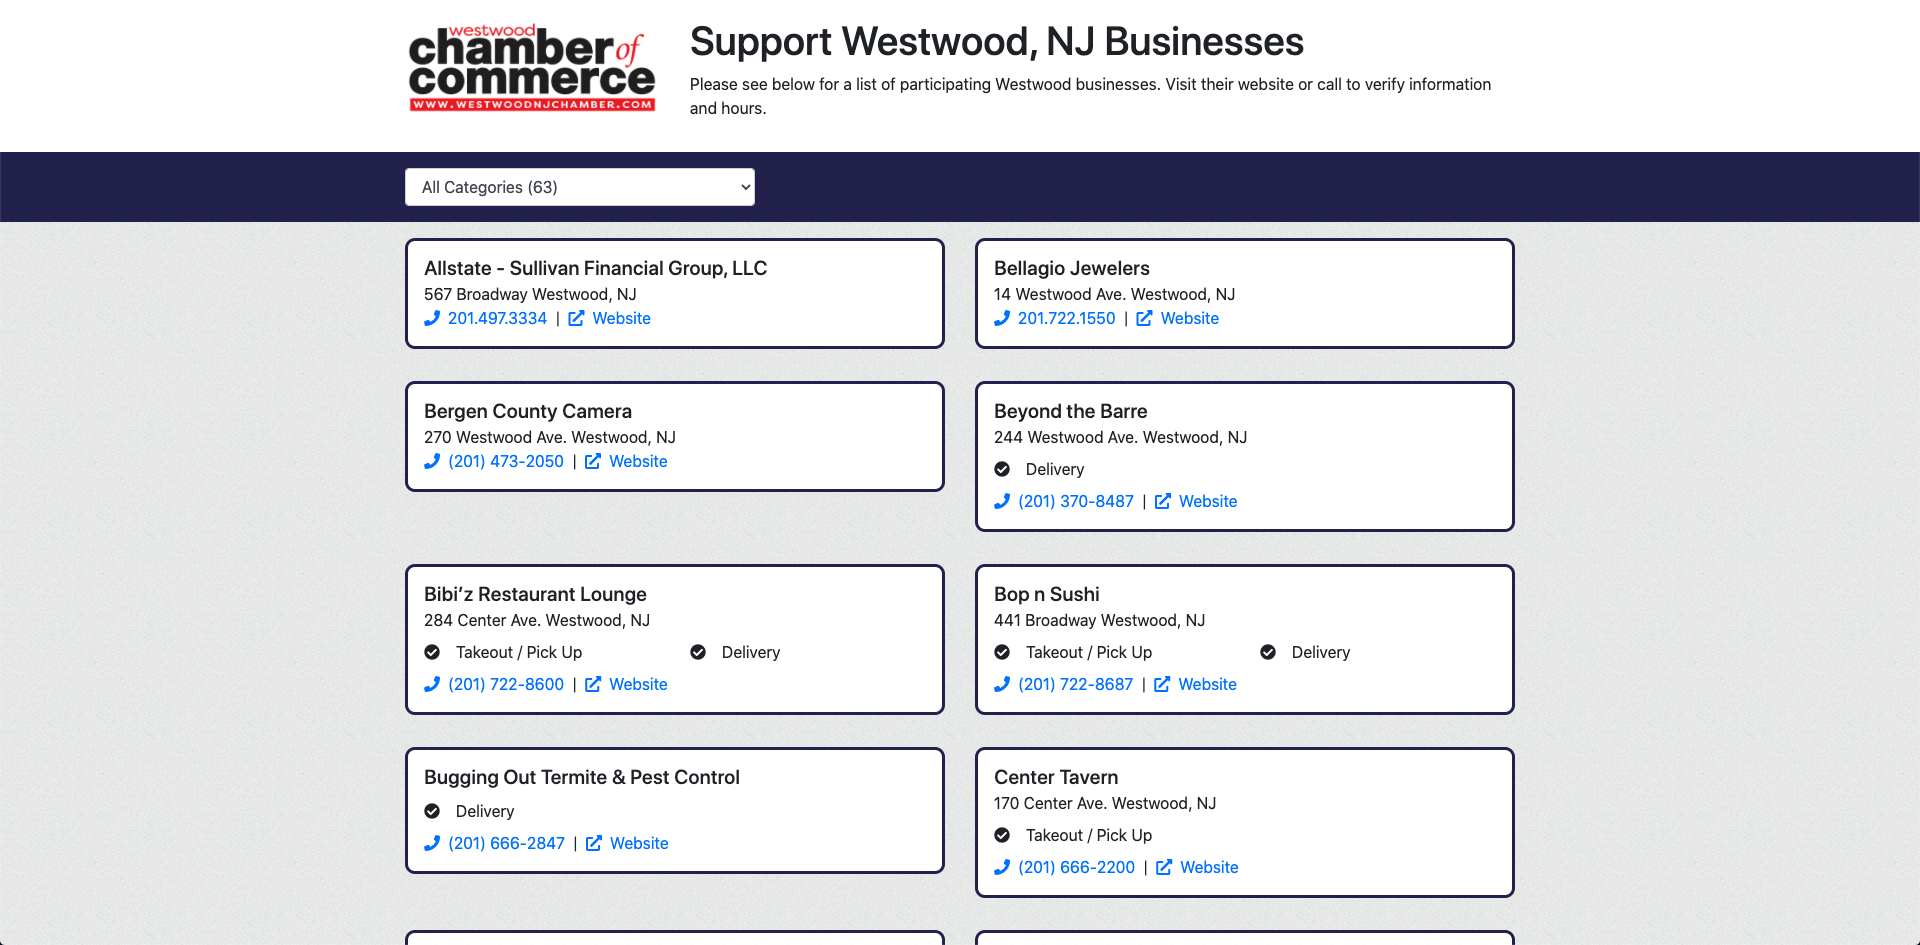 westwood
chamber of
commerce
WWW.WESTWOODNJCHAMBER.COM
Support Westwood, NJ Businesses
Please see below for a list of participating Westwood businesses. Visit their website or call to verify information
and hours.
All Categories (63)
Allstate - Sullivan Financial Group, LLC
567 Broadway Westwood, NJ
201.497.3334 | Website
Bellagio Jewelers
14 Westwood Ave. Westwood, NJ
201.722.1550 | Website
Bergen County Camera
270 Westwood Ave. Westwood, NJ
(201) 473-2050 | Website
Beyond the Barre
244 Westwood Ave. Westwood, NJ
Delivery
(201) 370-8487 | Website
Bibi’z Restaurant Lounge
284 Center Ave. Westwood, NJ
Takeout / Pick Up Delivery
(201) 722-8600 | Website
Bop n Sushi
441 Broadway Westwood, NJ
Takeout / Pick Up Delivery
(201) 722-8687 | Website
Bugging Out Termite & Pest Control
Delivery
(201) 666-2847 | Website
Center Tavern
170 Center Ave. Westwood, NJ
Takeout / Pick Up
(201) 666-2200 | Website